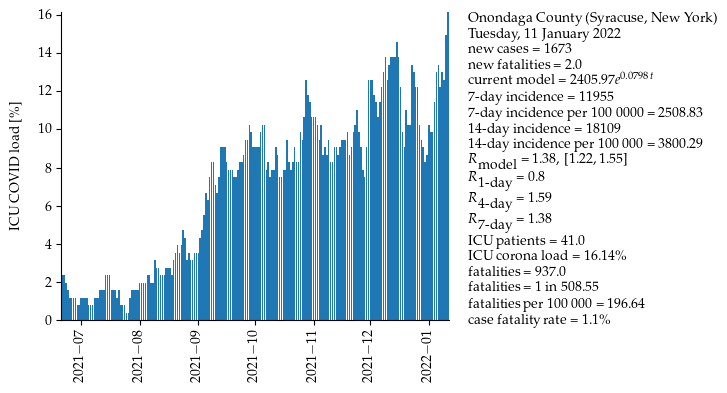 16
14
12
10
8
6
4
2
0
ICU COVID load [%]
2021−07
2021−08
2021−09
2021−10
2021−11
2021−12
2022−01
Onondaga County (Syracuse, New York)
Tuesday, 11 January 2022
new cases = 1673
new fatalities = 2.0
current model = 2405.97e^0.0798 t
7-day incidence = 11955
7-day incidence per 100 0000 = 2508.83
14-day incidence = 18109
14-day incidence per 100 000 = 3800.29
R_model = 1.38, [1.22, 1.55]
R_1-day = 0.8
R_4-day = 1.59
R_7-day = 1.38
ICU patients = 41.0
ICU corona load = 16.14%
fatalities = 937.0
fatalities = 1 in 508.55
fatalities per 100 000 = 196.64
case fatality rate = 1.1%